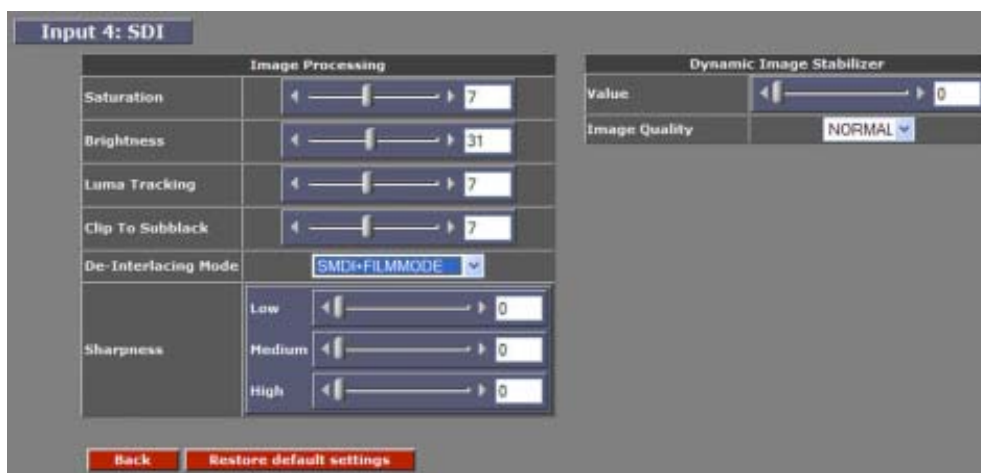 Input 4: SDI
Image Processing
Saturation 7
Brightness 31
Luma Tracking 7
Clip To Subblack 7
De-Interlacing Mode SMDI+FILMMODE
Sharpness
Low 0
Medium 0
High 0
Dynamic Image Stabilizer
Value 0
Image Quality NORMAL
Back Restore default settings